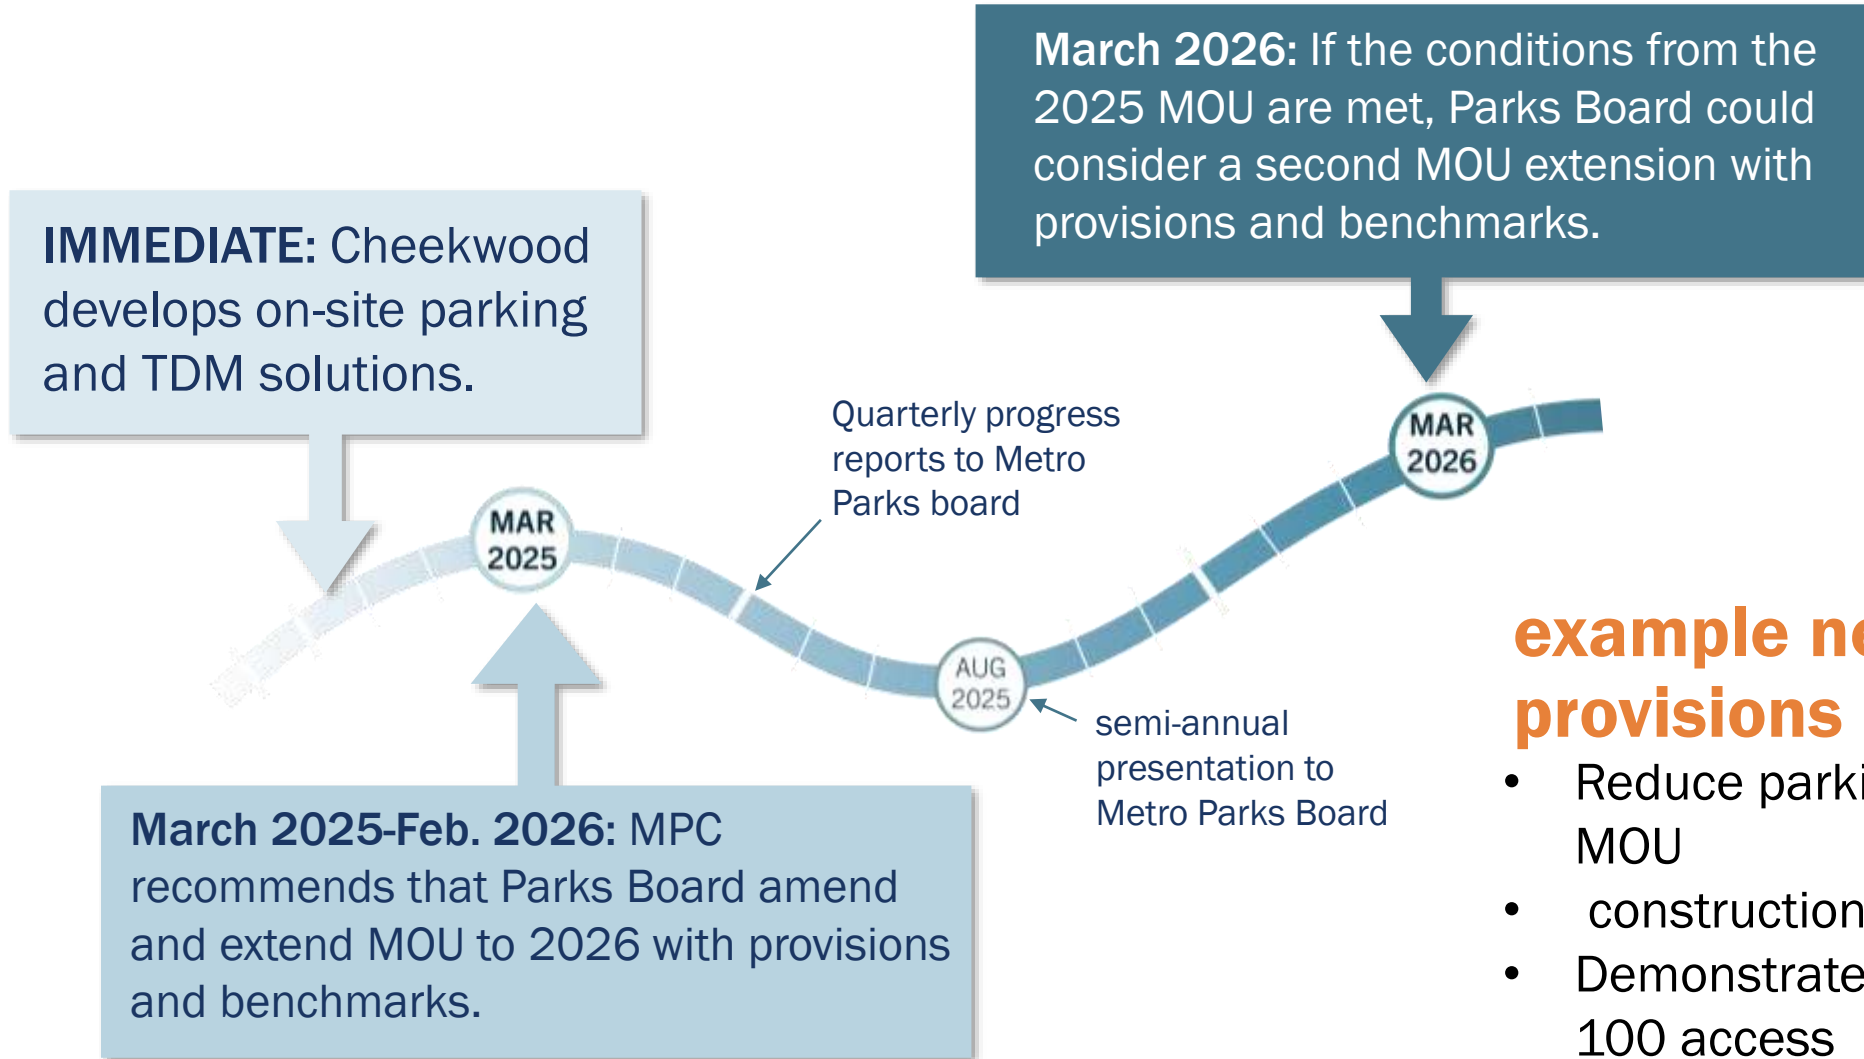 March 2026: If the conditions from the
2025 MOU are met, Parks Board could
consider a second MOU extension with
provisions and benchmarks.
IMMEDIATE: Cheekwood
develops on-site parking
and TDM solutions.
Quarterly progress
reports to Metro
Parks board
MAR
2026
MAR
2025
AUG
2025
semi-annual
presentation to
Metro Parks Board
March 2025-Feb. 2026: MPC
recommends that Parks Board amend
and extend MOU to 2026 with provisions
and benchmarks.
example
provisions
• Reduce
MOU
• construction
• Demonstrate
100 access